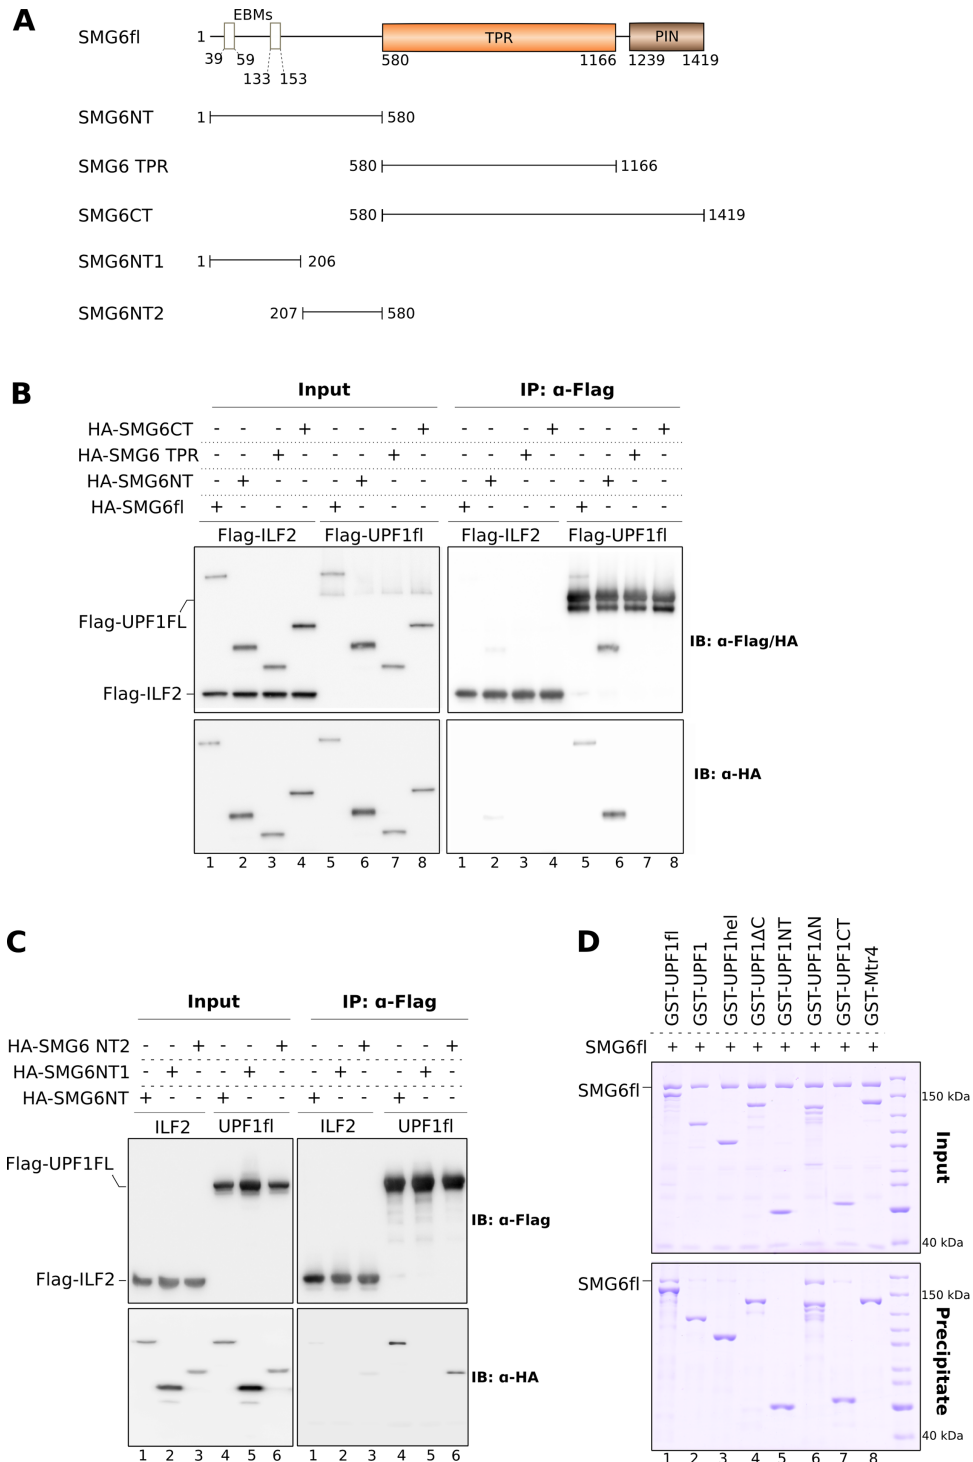 A
EBMs
SMG6fl 1 TPR PIN
39 59 580 1166 1239 1419
133 153
SMG6NT 1 580
SMG6 TPR 580 1166
SMG6CT 580 1419
SMG6NT1 1 206
SMG6NT2 207 580
B
Input IP: α-Flag
HA-SMG6CT - - - + - - - + - - - + - - - +
HA-SMG6 TPR - - + - - - + - - - + - - - + -
HA-SMG6NT - + - - - + - - - + - - - + - -
HA-SMG6fl + - - - + - - - + - - - + - - -
Flag-ILF2 Flag-UPF1fl Flag-ILF2 Flag-UPF1fl
Flag-UPF1FL
IB: α-Flag/HA
Flag-ILF2
IB: α-HA
1 2 3 4 5 6 7 8 1 2 3 4 5 6 7 8
C
Input IP: α-Flag
HA-SMG6 NT2 - - + - - + - - + - - +
HA-SMG6NT1 - + - - + - - + - - + -
HA-SMG6NT + - - + - - + - - + - -
ILF2 UPF1fl ILF2 UPF1fl
Flag-UPF1FL
IB: α-Flag
Flag-ILF2
IB: α-HA
1 2 3 4 5 6 1 2 3 4 5 6
D
GST-UPF1fl
GST-UPF1
GST-UPF1hel
GST-UPF1ΔC
GST-UPF1NT
GST-UPF1ΔN
GST-UPF1CT
GST-Mtr4
SMG6fl + + + + + + + +
SMG6fl
150 kDa
Input
40 kDa
SMG6fl
150 kDa
Precipitate
40 kDa
1 2 3 4 5 6 7 8